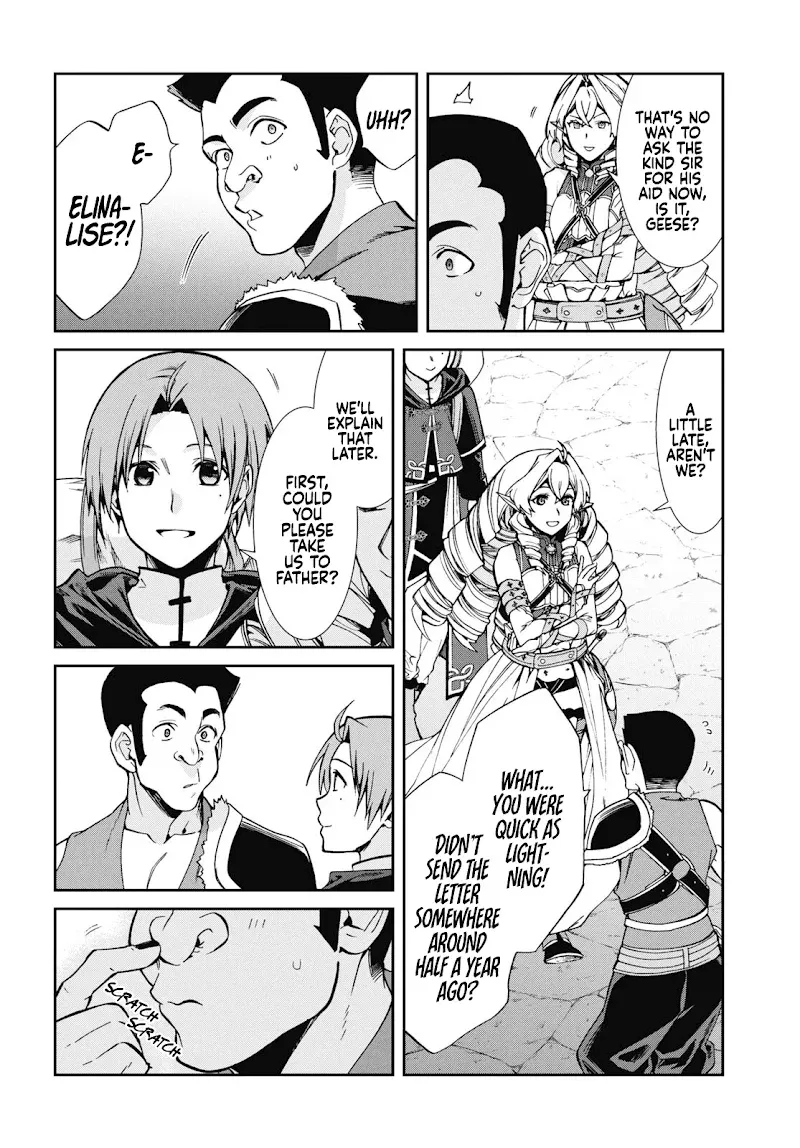 THAT'S NO
WAY TO
ASK THE
KIND SIR
FOR HIS
AID NOW,
IS IT,
GEESE?
UHH?
E-
ELINA-
LISE?!
A
LITTLE
LATE,
AREN'T
WE?
WHAT...
YOU WERE
QUICK AS
LIGHT-
NING!
DIDN'T
SEND THE
LETTER
SOMEWHERE
AROUND
HALF A YEAR
AGO?
WE'LL
EXPLAIN
THAT
LATER.
FIRST,
COULD
YOU
PLEASE
TAKE
US TO
FATHER?
SCRATCH
SCRATCH